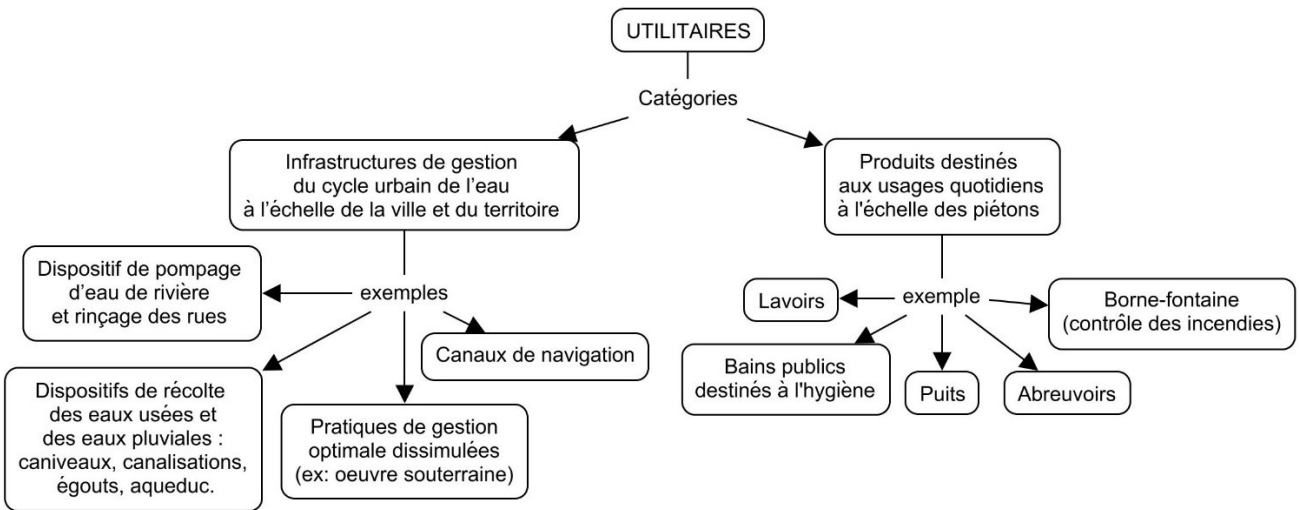 UTILITAIRES
Catégories
Infrastructures de gestion
du cycle urbain de l'eau
à l'échelle de la ville et du territoire
Produits destinés
aux usages quotidiens
à l'échelle des piétons
Dispositif de pompage
d'eau de rivière
et rinçage des rues
exemples
Canaux de navigation
Dispositifs de récolte
des eaux usées et
des eaux pluviales :
caniveaux, canalisations,
égouts, aqueduc.
Pratiques de gestion
optimale dissimulées
(ex: oeuvre souterraine)
Lavoirs
exemple
Borne-fontaine
(contrôle des incendies)
Bains publics
destinés à l'hygiène
Puits
Abreuvoirs